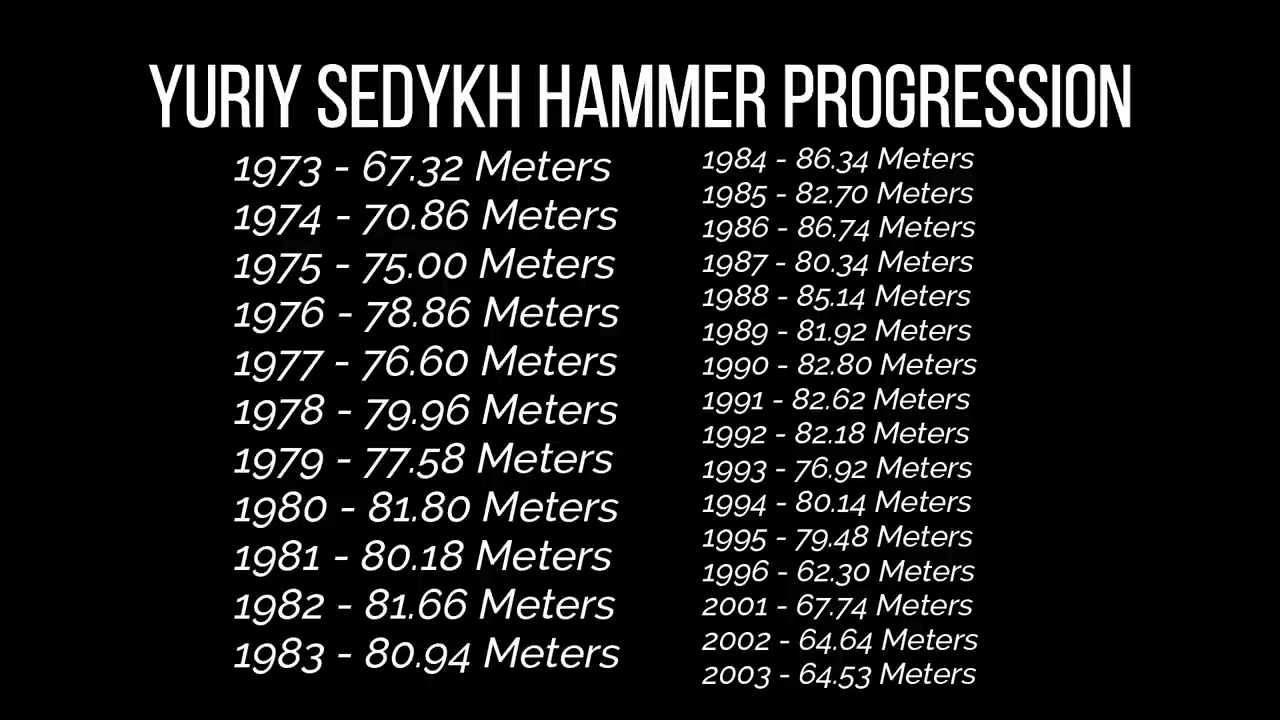 YURIY SEDYKH HAMMER PROGRESSION
1973 - 67.32 Meters
1974 - 70.86 Meters
1975 - 75.00 Meters
1976 - 78.86 Meters
1977 - 76.60 Meters
1978 - 79.96 Meters
1979 - 77.58 Meters
1980 - 81.80 Meters
1981 - 80.18 Meters
1982 - 81.66 Meters
1983 - 80.94 Meters
1984 - 86.34 Meters
1985 - 82.70 Meters
1986 - 86.74 Meters
1987 - 80.34 Meters
1988 - 85.14 Meters
1989 - 81.92 Meters
1990 - 82.80 Meters
1991 - 82.62 Meters
1992 - 82.18 Meters
1993 - 76.92 Meters
1994 - 80.14 Meters
1995 - 79.48 Meters
1996 - 62.30 Meters
2001 - 67.74 Meters
2002 - 64.64 Meters
2003 - 64.53 Meters